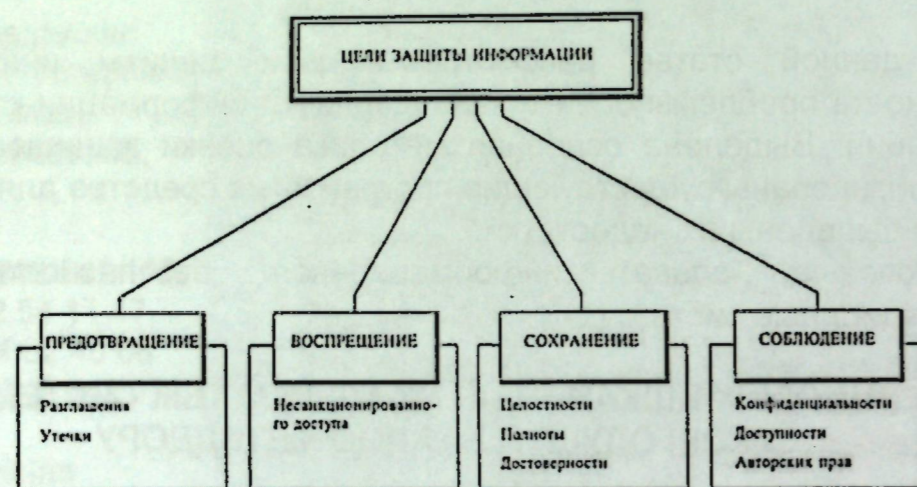 ЦЕЛИ ЗАЩИТЫ ИНФОРМАЦИИ
ПРЕДОТВРАЩЕНИЕ
Разглашения
Утечки
ВОСПРЕЩЕНИЕ
Несанкционированно-
го доступа
СОХРАНЕНИЕ
Целостности
Полноты
Достоверности
СОБЛЮДЕНИЕ
Конфиденциальности
Доступности
Авторских прав